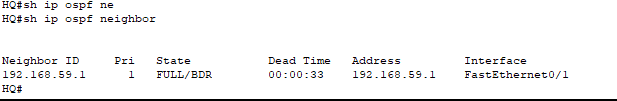 HQ#sh ip ospf ne
HQ#sh ip ospf neighbor
Neighbor ID     Pri   State           Dead Time   Address         Interface
192.168.59.1      1   FULL/BDR        00:00:33    192.168.59.1    FastEthernet0/1
HQ#